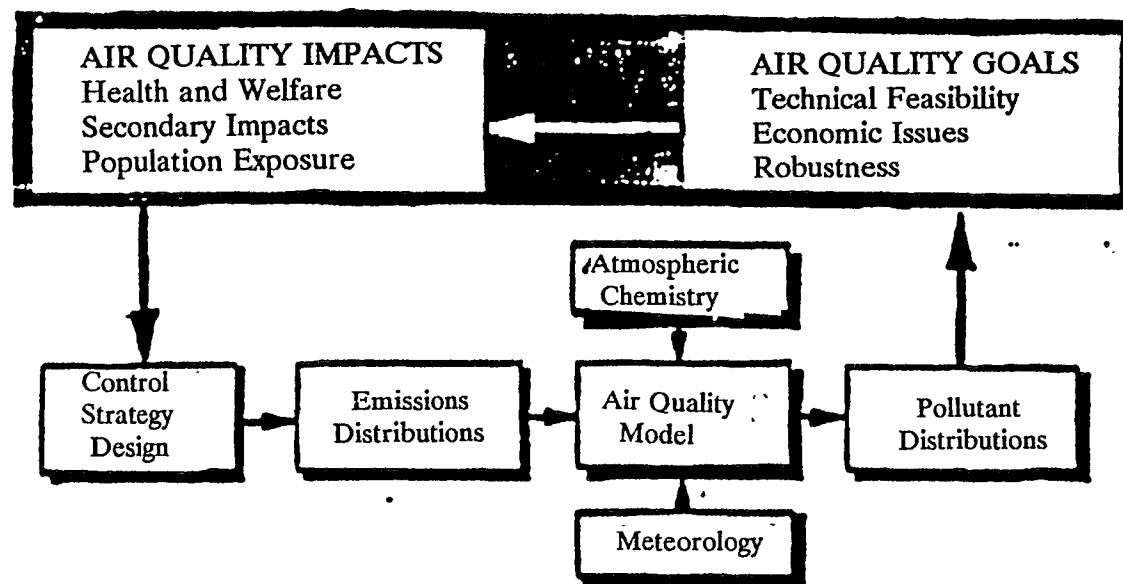 AIR QUALITY IMPACTS
Health and Welfare
Secondary Impacts
Population Exposure
AIR QUALITY GOALS
Technical Feasibility
Economic Issues
Robustness
Atmospheric
Chemistry
Control
Strategy
Design
Emissions
Distributions
Air Quality
Model
Pollutant
Distributions
Meteorology